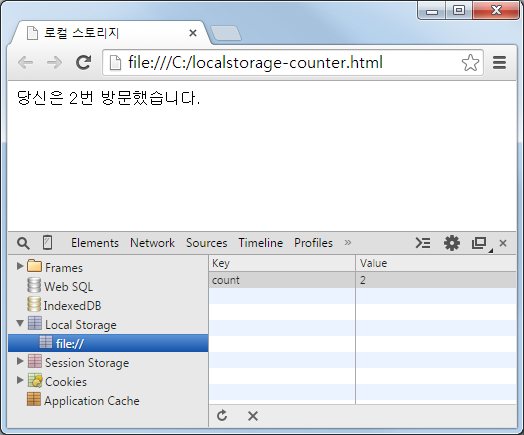 로컬 스토리지
file:///C:/localstorage-counter.html
당신은 2번 방문했습니다.
Elements Network Sources Timeline Profiles »
Key Value
Frames
count 2
Web SQL
IndexedDB
Local Storage
file://
Session Storage
Cookies
Application Cache